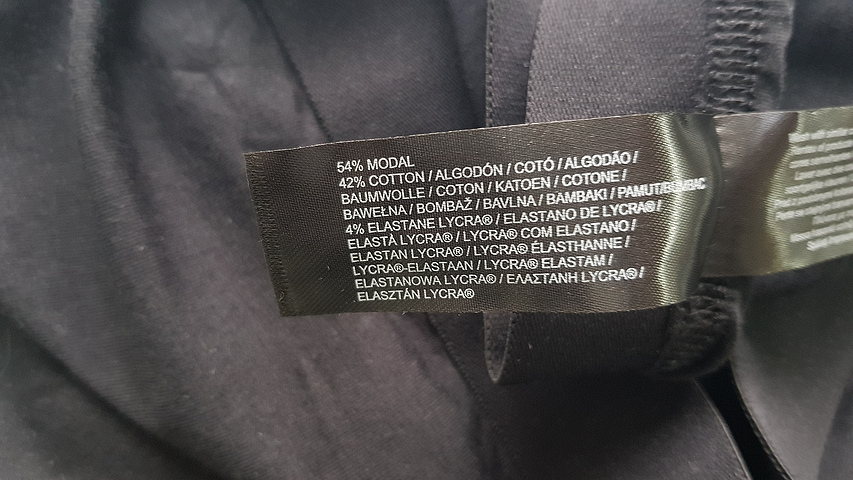 54% MODAL
42% COTTON / ALGODÓN / COTÓ / ALGODÃO /
BAUMWOLLE / COTON / KATOEN / COTONE /
BAWEŁNA / BOMBAŽ / BAVLNA / BAMBAKI / PAMUT/BUMBAC
4% ELASTANE LYCRA® / ELASTANO DE LYCRA®/
ELASTÀ LYCRA® / LYCRA® COM ELASTANO /
ELASTAN LYCRA® / LYCRA® ÉLASTHANNE /
LYCRA®-ELASTAAN / LYCRA® ELASTAM /
ELASTANOWA LYCRA® / ΕΛΑΣΤΑΝΗ LYCRA® /
ELASZTÁN LYCRA®